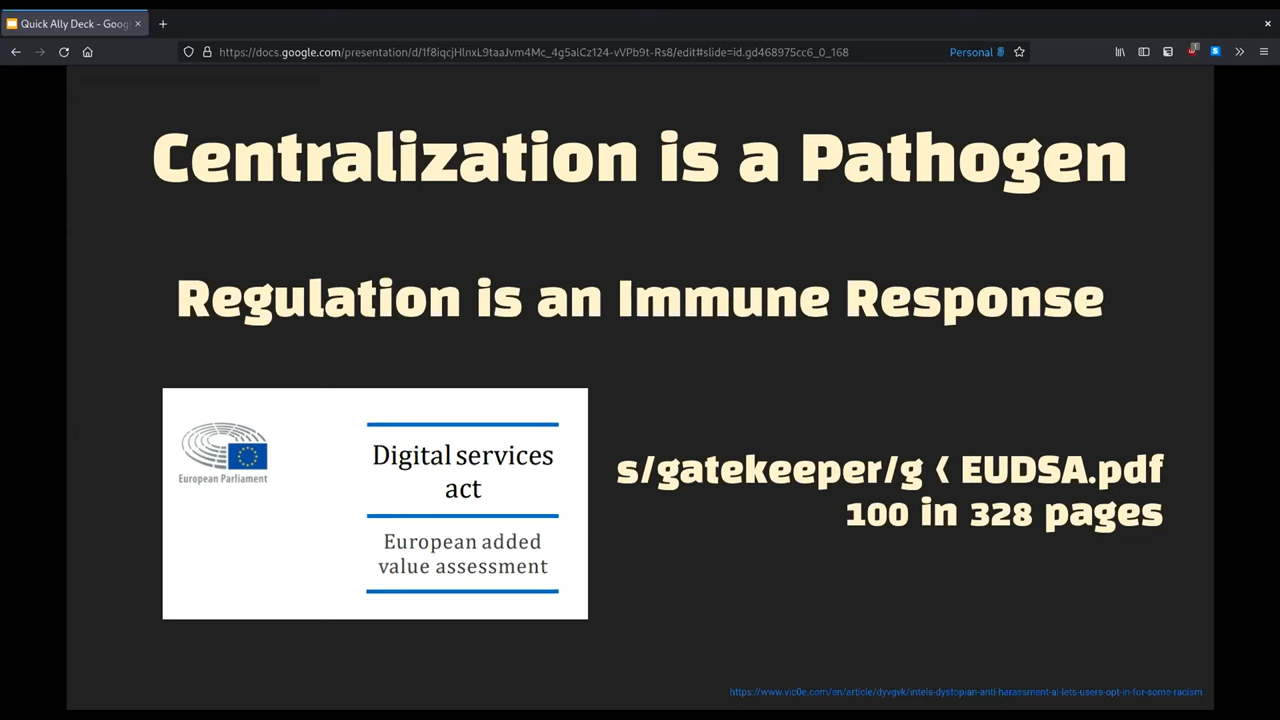 Quick Ally Deck - Goog
https://docs.google.com/presentation/d/1f8iqcjHlnxL9taaJvm4Mc_4g5alCz124-vVPb9t-Rs8/edit#slide=id.gd468975cc6_0_168
Personal
Centralization is a Pathogen
Regulation is an Immune Response
European Parliament
Digital services
act
European added
value assessment
s/gatekeeper/g < EUDSA.pdf
100 in 328 pages
https://www.vic0e.com/en/article/dyvgvk/intels-dystopian-anti-harassment-ai-lets-users-opt-in-for-some-racism